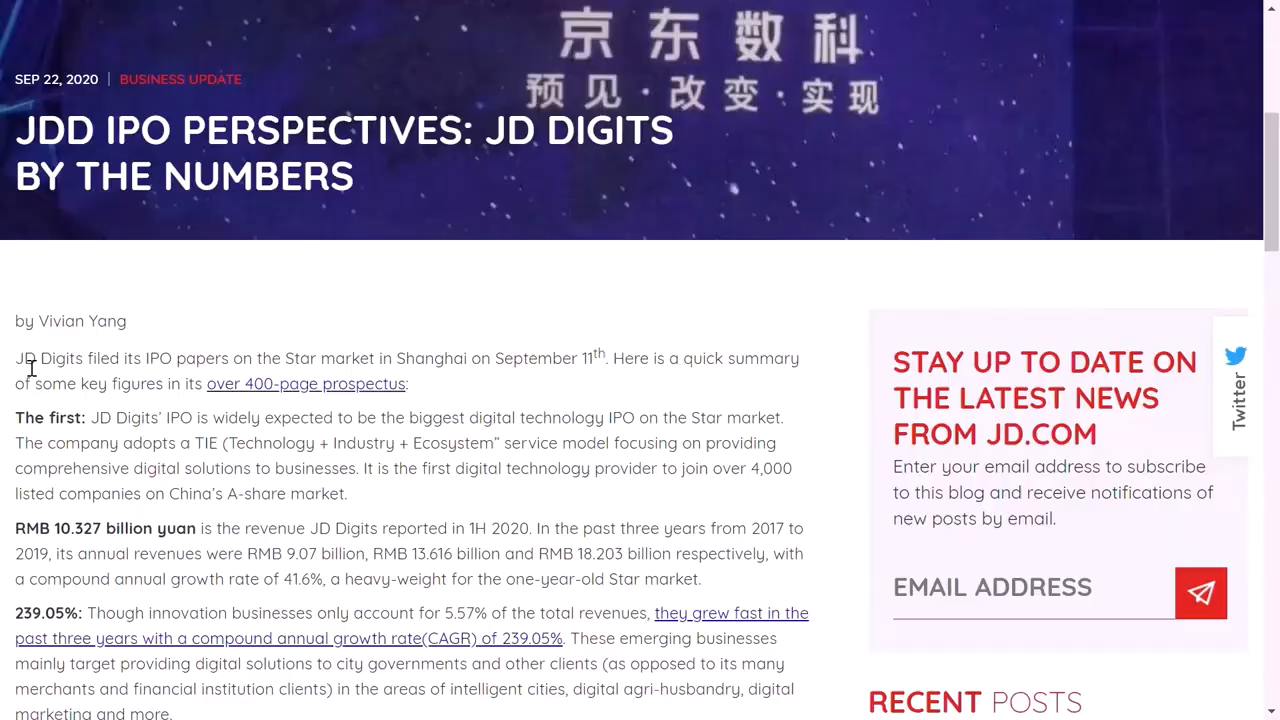 京东数科
预见·改变·实现
SEP 22, 2020 | BUSINESS UPDATE
JDD IPO PERSPECTIVES: JD DIGITS
BY THE NUMBERS
by Vivian Yang
JD Digits filed its IPO papers on the Star market in Shanghai on September 11th. Here is a quick summary
of some key figures in its over 400-page prospectus:
The first: JD Digits' IPO is widely expected to be the biggest digital technology IPO on the Star market.
The company adopts a TIE (Technology + Industry + Ecosystem” service model focusing on providing
comprehensive digital solutions to businesses. It is the first digital technology provider to join over 4,000
listed companies on China's A-share market.
RMB 10.327 billion yuan is the revenue JD Digits reported in 1H 2020. In the past three years from 2017 to
2019, its annual revenues were RMB 9.07 billion, RMB 13.616 billion and RMB 18.203 billion respectively, with
a compound annual growth rate of 41.6%, a heavy-weight for the one-year-old Star market.
239.05%: Though innovation businesses only account for 5.57% of the total revenues, they grew fast in the
past three years with a compound annual growth rate(CAGR) of 239.05%. These emerging businesses
mainly target providing digital solutions to city governments and other clients (as opposed to its many
merchants and financial institution clients) in the areas of intelligent cities, digital agri-husbandry, digital
marketing and more.
STAY UP TO DATE ON
THE LATEST NEWS
FROM JD.COM
Enter your email address to subscribe
to this blog and receive notifications of
new posts by email.
EMAIL ADDRESS
RECENT POSTS
Twitter